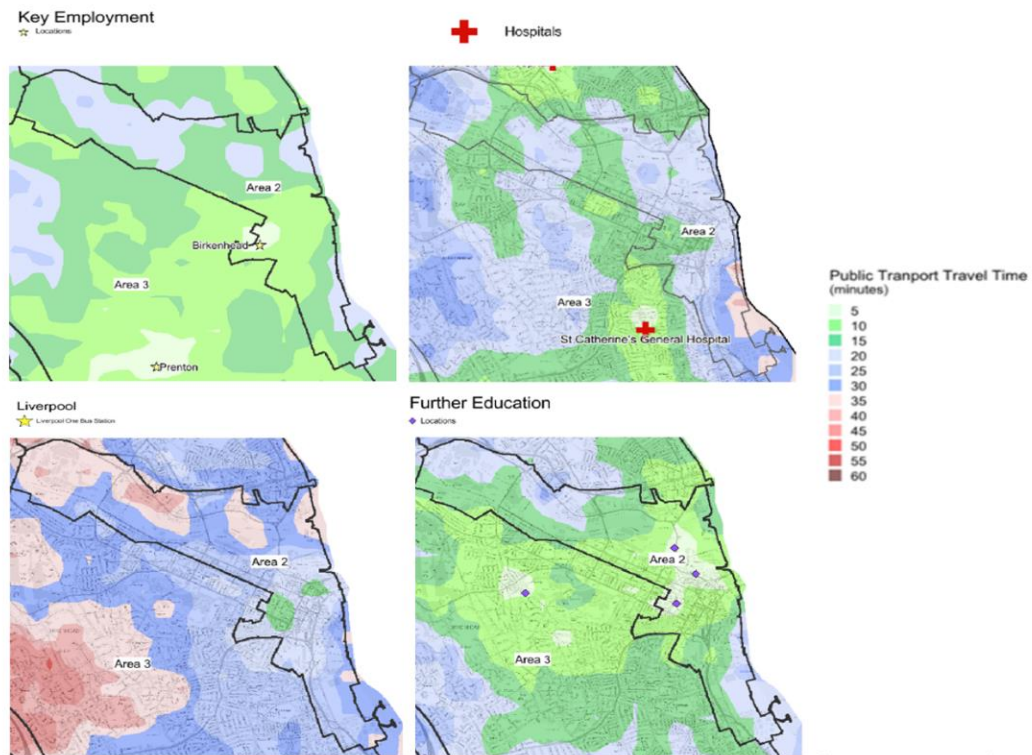 Key Employment
Locations
Hospitals
Area 2
Birkenhead
Area 3
Prenton
Area 2
Area 3
St Catherine's General Hospital
Public Tranport Travel Time
(minutes)
5
10
15
20
25
30
35
40
45
50
55
60
Liverpool
Liverpool One Bus Station
Further Education
Locations
Area 2
Area 3
Area 2
Area 3